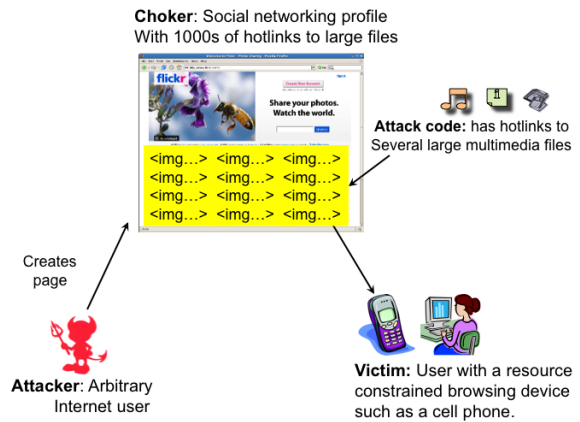 Choker: Social networking profile
With 1000s of hotlinks to large files
flickr
Share your photos.
Watch the world.
<img…> <img…> <img…>
<img…> <img…> <img…>
<img…> <img…> <img…>
<img…> <img…> <img…>
Attack code: has hotlinks to
Several large multimedia files
Creates
page
Attacker: Arbitrary
Internet user
Victim: User with a resource
constrained browsing device
such as a cell phone.